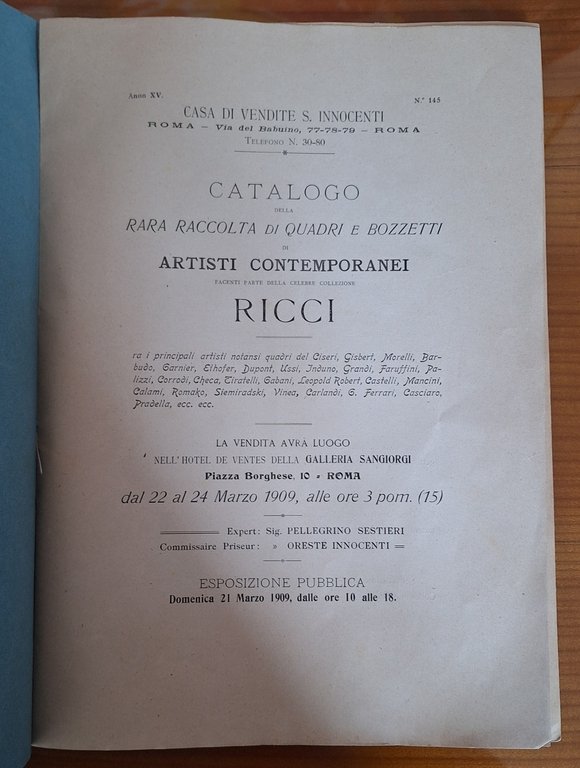 Anno XV.
N.° 145
CASA DI VENDITE S. INNOCENTI
ROMA – Via del Babuino, 77-78-79 – ROMA
TELEFONO N. 30-80
CATALOGO
DELLA
RARA RACCOLTA DI QUADRI E BOZZETTI
DI
ARTISTI CONTEMPORANEI
FACENTI PARTE DELLA CELEBRE COLLEZIONE
RICCI
ra i principali artisti notansi quadri del Ciseri, Gisbert, Morelli, Bar-
budo, Garnier, Elhofer, Dupont, Ussi, Induno, Grandi, Faruffini, Pa-
lizzi, Corrodi, Checa, Tiratelli, Gabani, Leopold Robert, Castelli, Mancini,
Calami, Romako, Siemiradski, Vinea, Carlandi, G. Ferrari, Casciaro,
Pradella, ecc. ecc.
LA VENDITA AVRÀ LUOGO
NELL'HOTEL DE VENTES DELLA GALLERIA SANGIORGI
Piazza Borghese, 10 - ROMA
dal 22 al 24 Marzo 1909, alle ore 3 pom. (15)
Expert: Sig. PELLEGRINO SESTIERI
Commissaire Priseur: » ORESTE INNOCENTI
ESPOSIZIONE PUBBLICA
Domenica 21 Marzo 1909, dalle ore 10 alle 18.